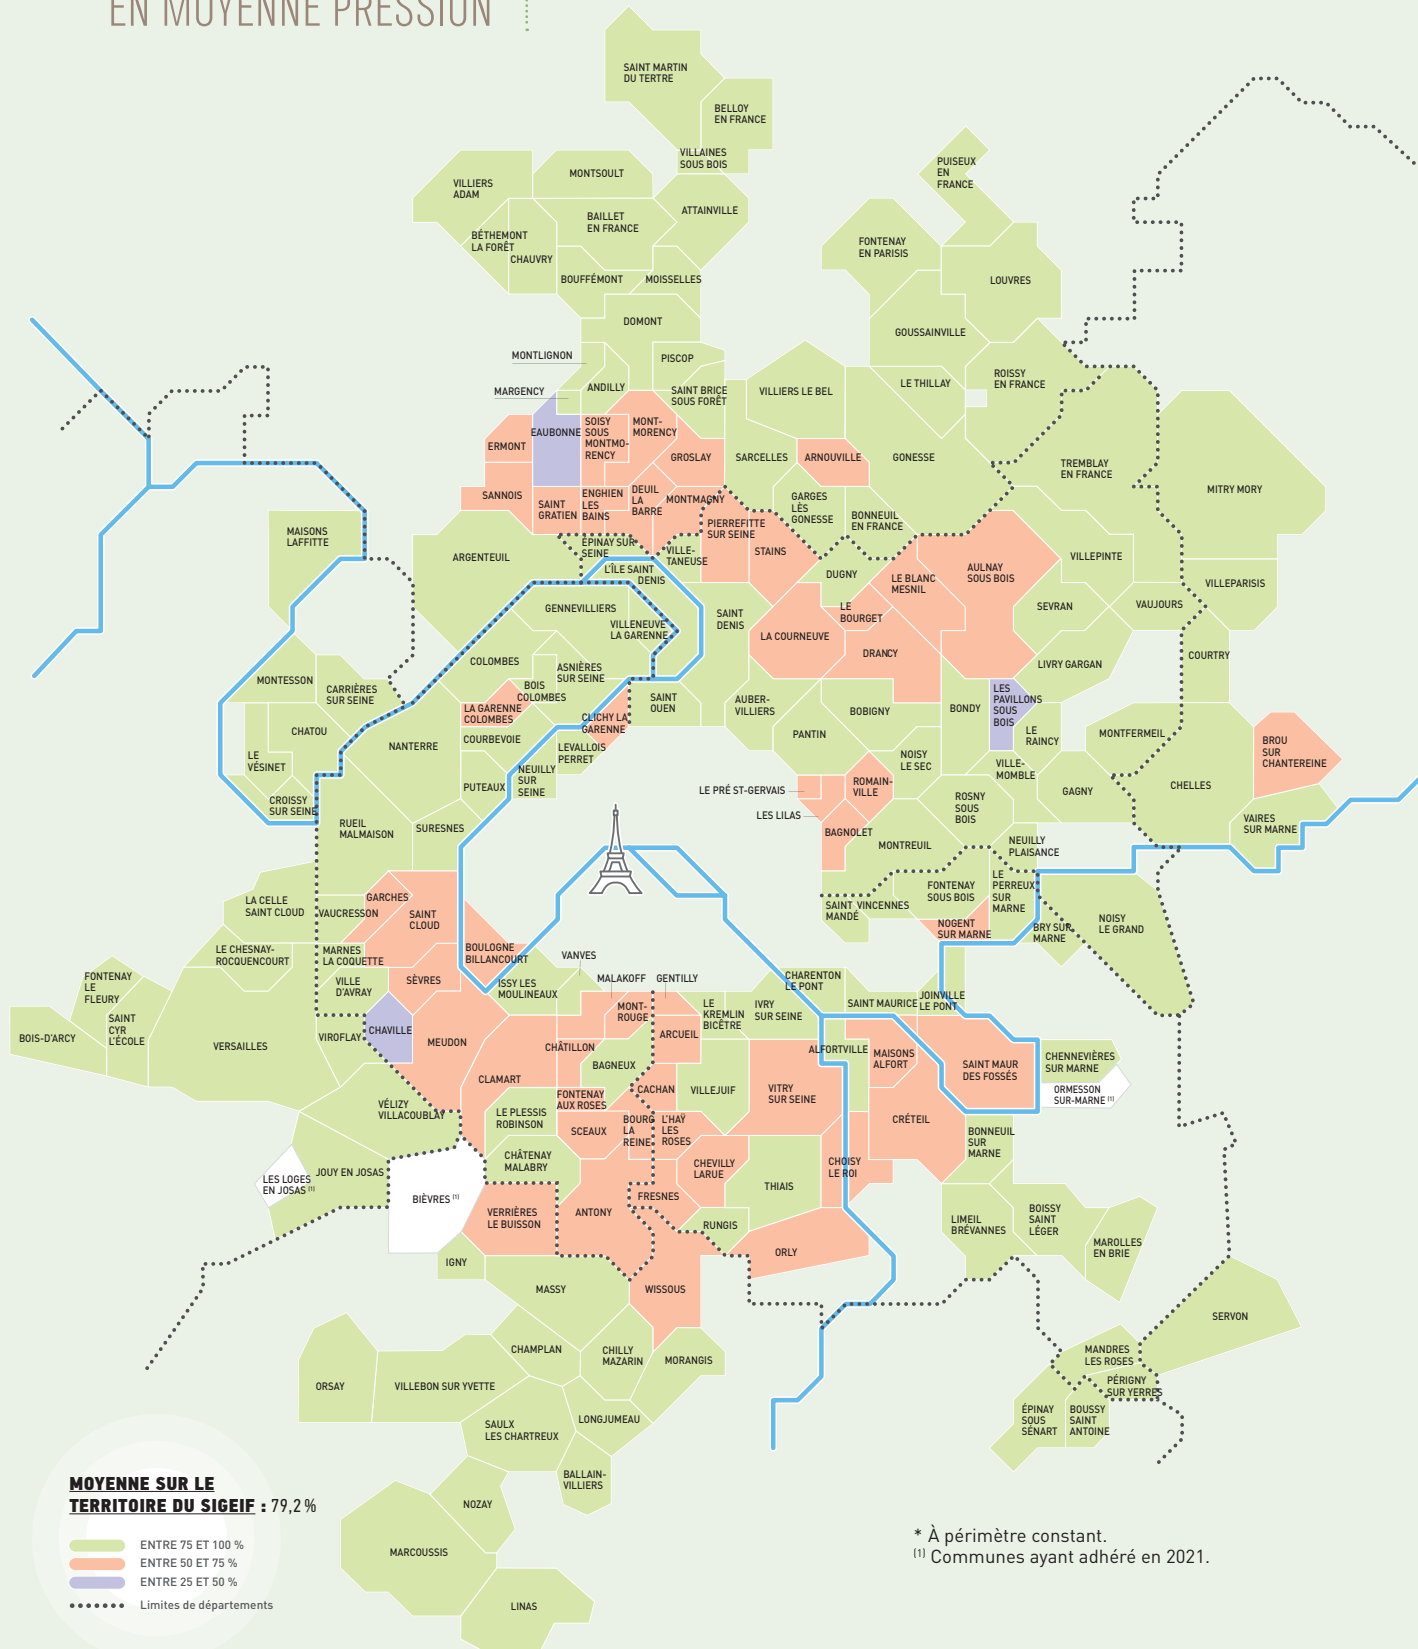 EN MOYENNE PRESSION
SAINT MARTIN
DU TERTRE
BELLOY
EN FRANCE
VILLAINES
SOUS BOIS
MONTSOULT
VILLIERS
ADAM
PUISEUX
EN
FRANCE
ATTAINVILLE
BAILLET
EN FRANCE
BÉTHEMONT
LA FORÊT
CHAUVRY
FONTENAY
EN PARISIS
BOUFFÉMONT
MOISSELLES
LOUVRES
DOMONT
GOUSSAINVILLE
MONTLIGNON
PISCOP
ANDILLY
MARGENCY
SAINT BRICE
SOUS FORÊT
VILLIERS LE BEL
LE THILLAY
ROISSY
EN FRANCE
EAUBONNE
SOISY
SOUS
MONTMO-
RENCY
MONT-
MORENCY
ERMONT
GROSLAY
SARCELLES
ARNOUVILLE
GONESSE
TREMBLAY
EN FRANCE
MITRY MORY
SANNOIS
SAINT
GRATIEN
ENGHIEN
LES
BAINS
DEUIL
LA
BARRE
MONTMAGNY
GARGES
LÈS
GONESSE
BONNEUIL
EN FRANCE
PIERREFITTE
SUR SEINE
STAINS
MAISONS
LAFFITTE
ARGENTEUIL
ÉPINAY SUR
SEINE
VILLE-
TANEUSE
L'ÎLE SAINT
DENIS
DUGNY
LE BLANC
MESNIL
AULNAY
SOUS BOIS
VILLEPINTE
VILLEPARISIS
GENNEVILLIERS
VILLENEUVE
LA GARENNE
SAINT
DENIS
LE
BOURGET
LA COURNEUVE
DRANCY
SEVRAN
VAUJOURS
COLOMBES
ASNIÈRES
SUR SEINE
BOIS
COLOMBES
LIVRY GARGAN
COURTRY
MONTESSON
CARRIÈRES
SUR SEINE
LA GARENNE
COLOMBES
CLICHY LA
GARENNE
SAINT
OUEN
AUBER-
VILLIERS
BOBIGNY
BONDY
LES
PAVILLONS
SOUS
BOIS
CHATOU
NANTERRE
COURBEVOIE
LEVALLOIS
PERRET
PANTIN
LE
RAINCY
MONTFERMEIL
BROU
SUR
CHANTEREINE
LE
VÉSINET
PUTEAUX
NEUILLY
SUR
SEINE
NOISY
LE SEC
VILLE-
MOMBLE
GAGNY
CHELLES
CROISSY
SUR SEINE
LE PRÉ ST-GERVAIS
ROMAIN-
VILLE
ROSNY
SOUS
BOIS
LES LILAS
RUEIL
MALMAISON
SURESNES
BAGNOLET
MONTREUIL
NEUILLY
PLAISANCE
VAIRES
SUR MARNE
LA CELLE
SAINT CLOUD
VAUCRESSON
GARCHES
SAINT
CLOUD
SAINT
MANDÉ
VINCENNES
FONTENAY
SOUS BOIS
LE
PERREUX
SUR
MARNE
NOGENT
SUR MARNE
BRY SUR
MARNE
NOISY
LE GRAND
LE CHESNAY-
ROCQUENCOURT
MARNES
LA COQUETTE
BOULOGNE
BILLANCOURT
VANVES
FONTENAY
LE
FLEURY
VILLE
D'AVRAY
SÈVRES
ISSY LES
MOULINEAUX
MALAKOFF
GENTILLY
CHARENTON
LE PONT
MONT-
ROUGE
LE
KREMLIN
BICÊTRE
IVRY
SUR SEINE
SAINT MAURICE
JOINVILLE
LE PONT
BOIS-D'ARCY
SAINT
CYR
L'ÉCOLE
VERSAILLES
VIROFLAY
CHAVILLE
MEUDON
CHÂTILLON
ARCUEIL
ALFORTVILLE
MAISONS
ALFORT
SAINT MAUR
DES FOSSÉS
CHENNEVIÈRES
SUR MARNE
BAGNEUX
CLAMART
FONTENAY
AUX ROSES
CACHAN
VILLEJUIF
VITRY
SUR SEINE
ORMESSON
SUR-MARNE (1)
VÉLIZY
VILLACOUBLAY
LE PLESSIS
ROBINSON
SCEAUX
BOURG
LA
REINE
L'HAŸ
LES
ROSES
CRÉTEIL
BONNEUIL
SUR
MARNE
LES LOGES
EN JOSAS (1)
JOUY EN JOSAS
BIÈVRES (1)
CHÂTENAY
MALABRY
CHEVILLY
LARUE
CHOISY
LE ROI
THIAIS
VERRIÈRES
LE BUISSON
ANTONY
FRESNES
RUNGIS
LIMEIL
BRÉVANNES
BOISSY
SAINT
LÉGER
MAROLLES
EN BRIE
IGNY
ORLY
MASSY
WISSOUS
SERVON
CHAMPLAN
CHILLY
MAZARIN
MORANGIS
MANDRES
LES ROSES
ORSAY
VILLEBON SUR YVETTE
PÉRIGNY
SUR YERRES
SAULX
LES CHARTREUX
LONGJUMEAU
ÉPINAY
SOUS
SÉNART
BOUSSY
SAINT
ANTOINE
BALLAIN-
VILLIERS
NOZAY
MARCOUSSIS
LINAS
MOYENNE SUR LE
TERRITOIRE DU SIGEIF : 79,2 %
ENTRE 75 ET 100 %
ENTRE 50 ET 75 %
ENTRE 25 ET 50 %
Limites de départements
* À périmètre constant.
(1) Communes ayant adhéré en 2021.